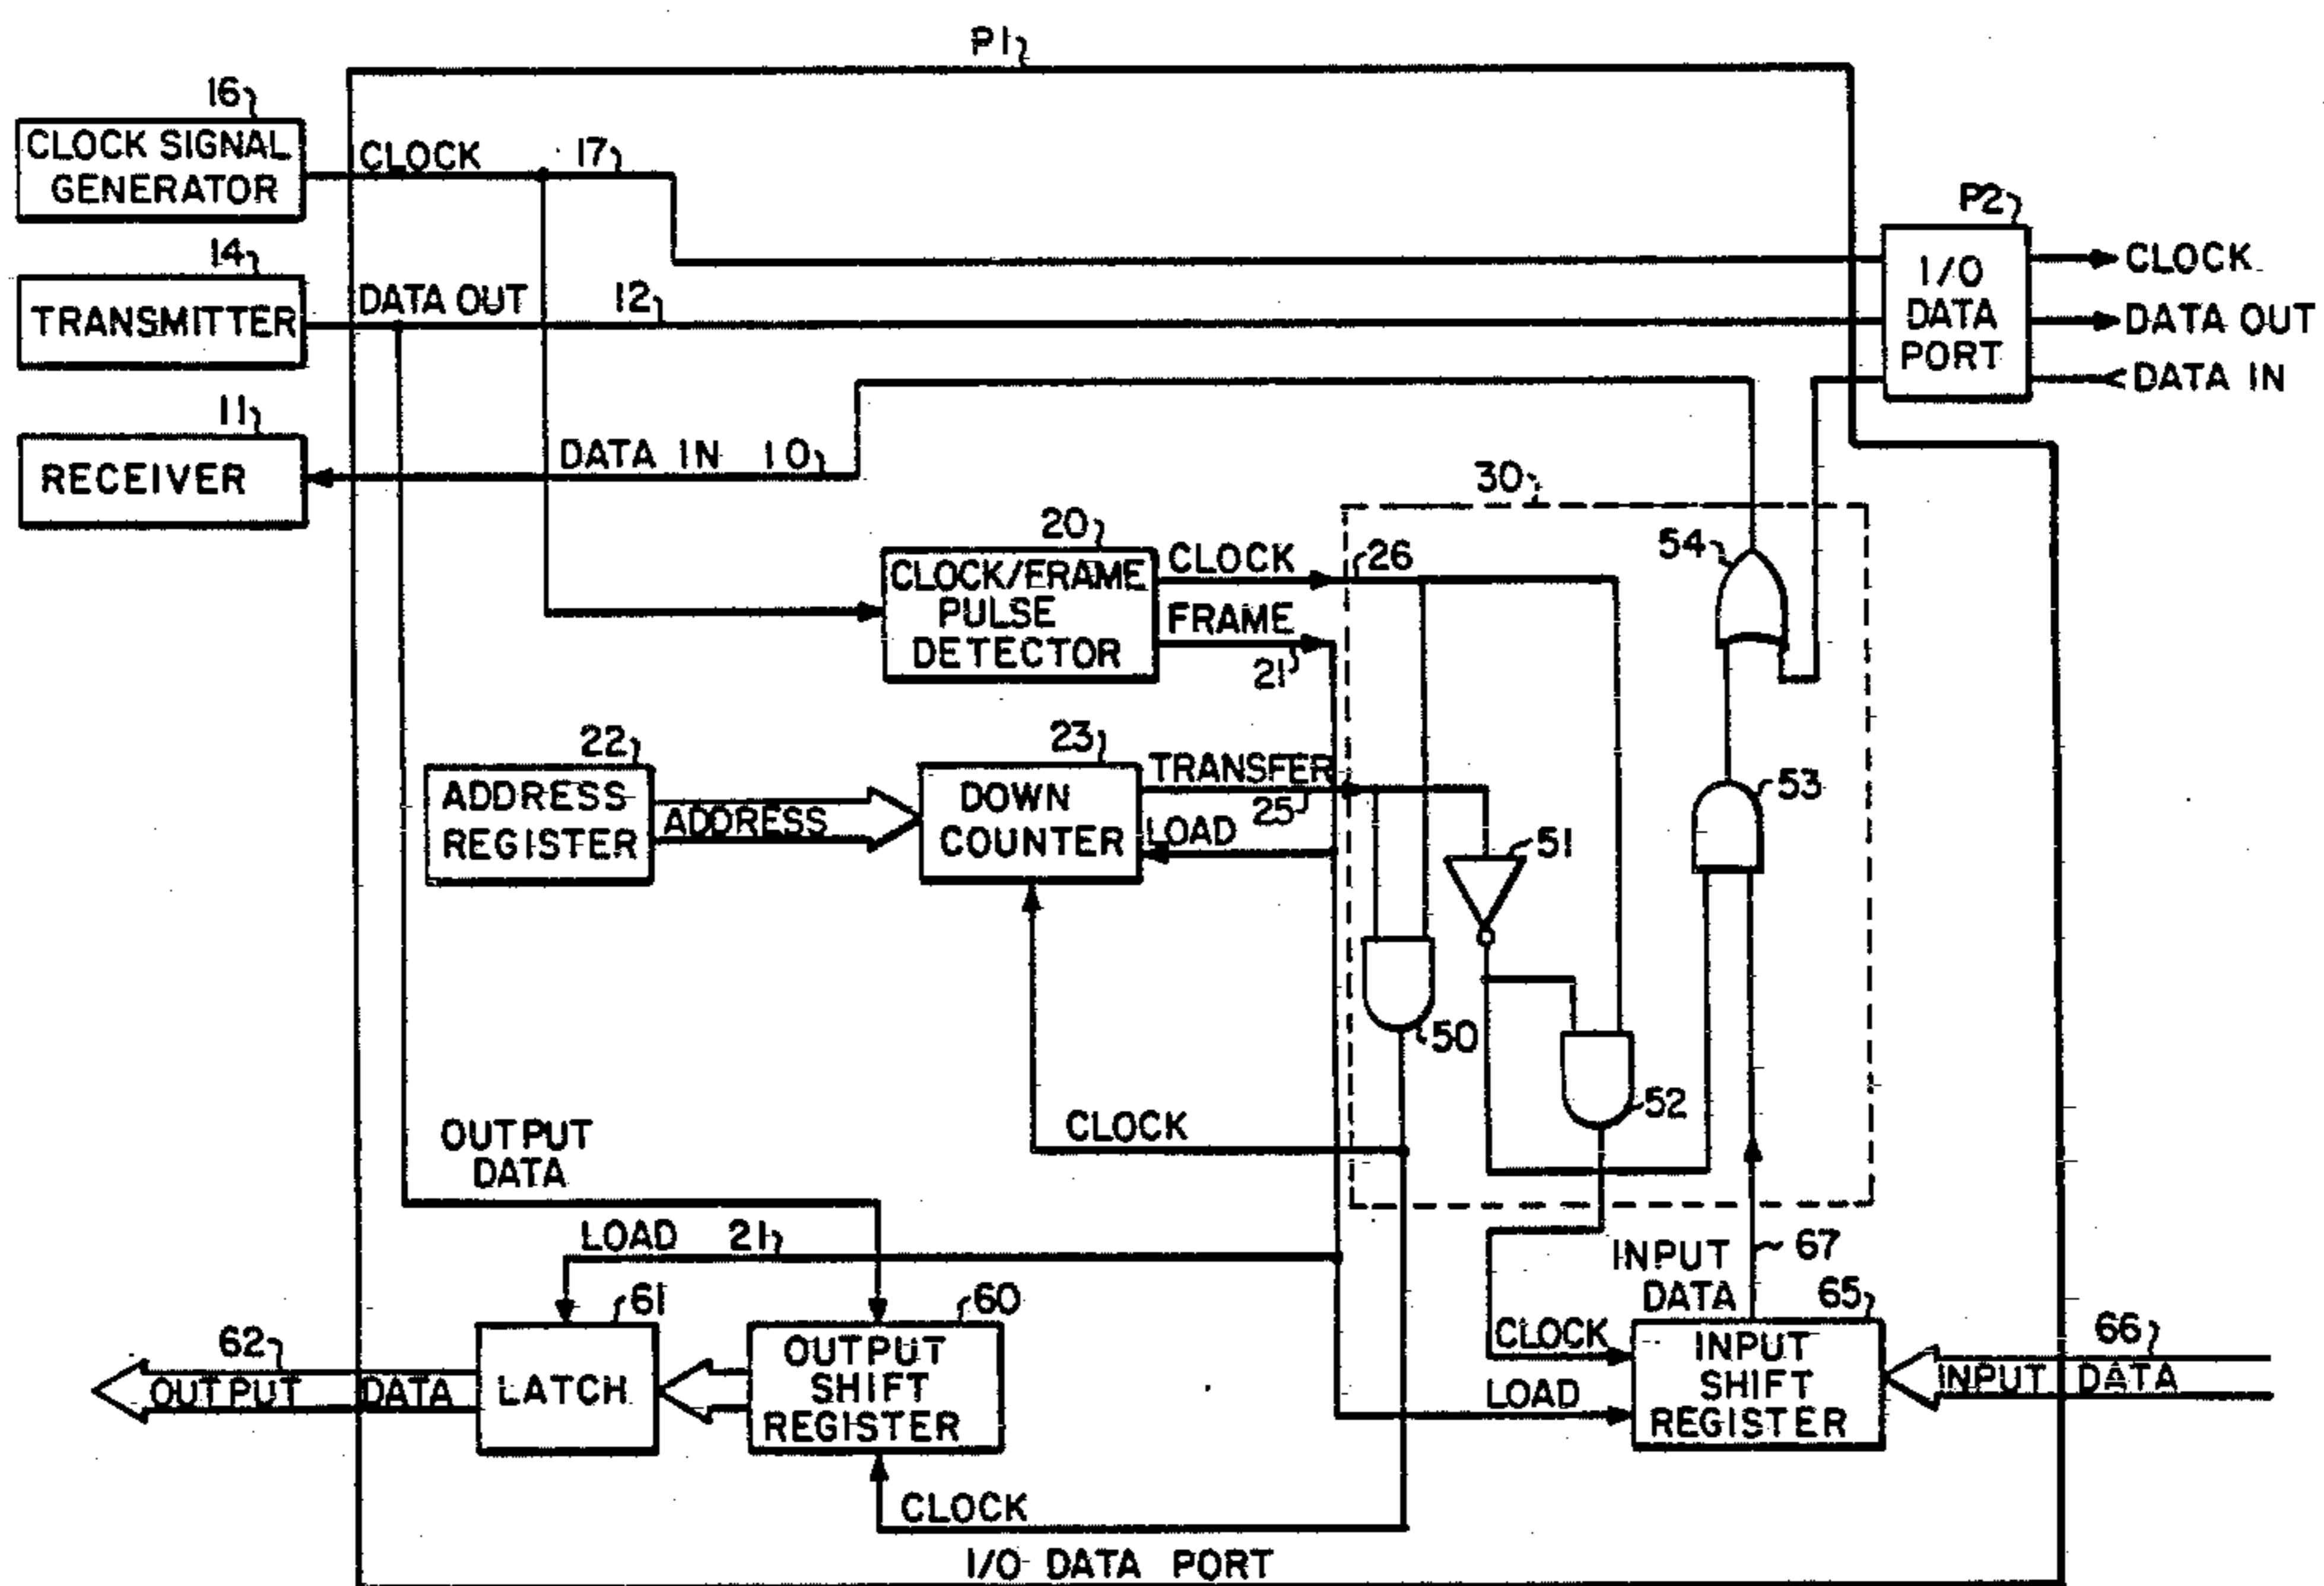 P1
16
CLOCK SIGNAL
GENERATOR
CLOCK
17
P2
14
TRANSMITTER
DATA OUT
12
I/O
DATA
PORT
CLOCK
DATA OUT
DATA IN
11
RECEIVER
DATA IN 10
30
20
CLOCK/FRAME
PULSE
DETECTOR
CLOCK
26
FRAME
21
54
22
ADDRESS
REGISTER
ADDRESS
23
DOWN
COUNTER
TRANSFER
25
LOAD
51
53
50
52
CLOCK
OUTPUT
DATA
LOAD 21
INPUT
DATA
67
62
OUTPUT DATA
61
LATCH
60
OUTPUT
SHIFT
REGISTER
CLOCK
LOAD
65
INPUT
SHIFT
REGISTER
66
INPUT DATA
CLOCK
I/O DATA PORT